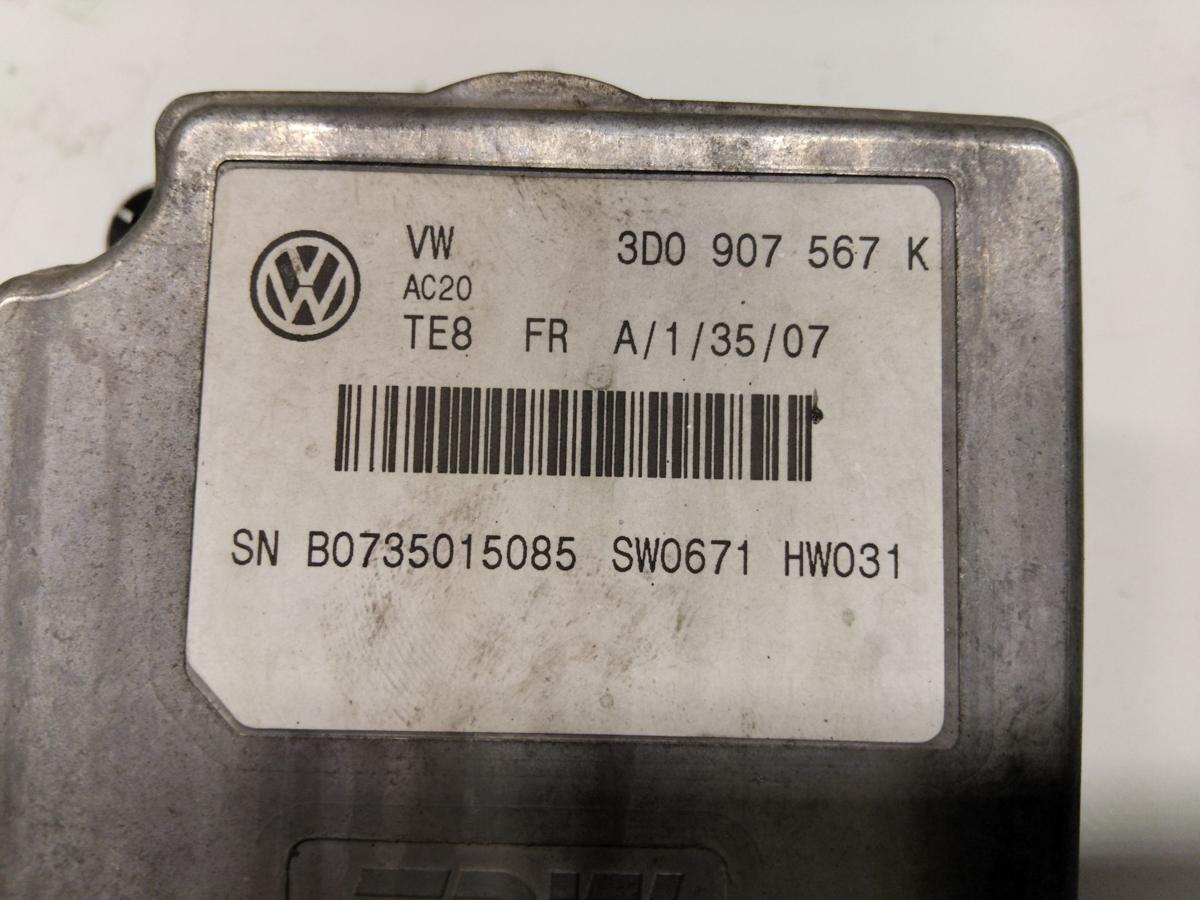 VW 3D0 907 567 K
AC20
TE8 FR A/1/35/07
SN B0735015085 SW0671 HW031